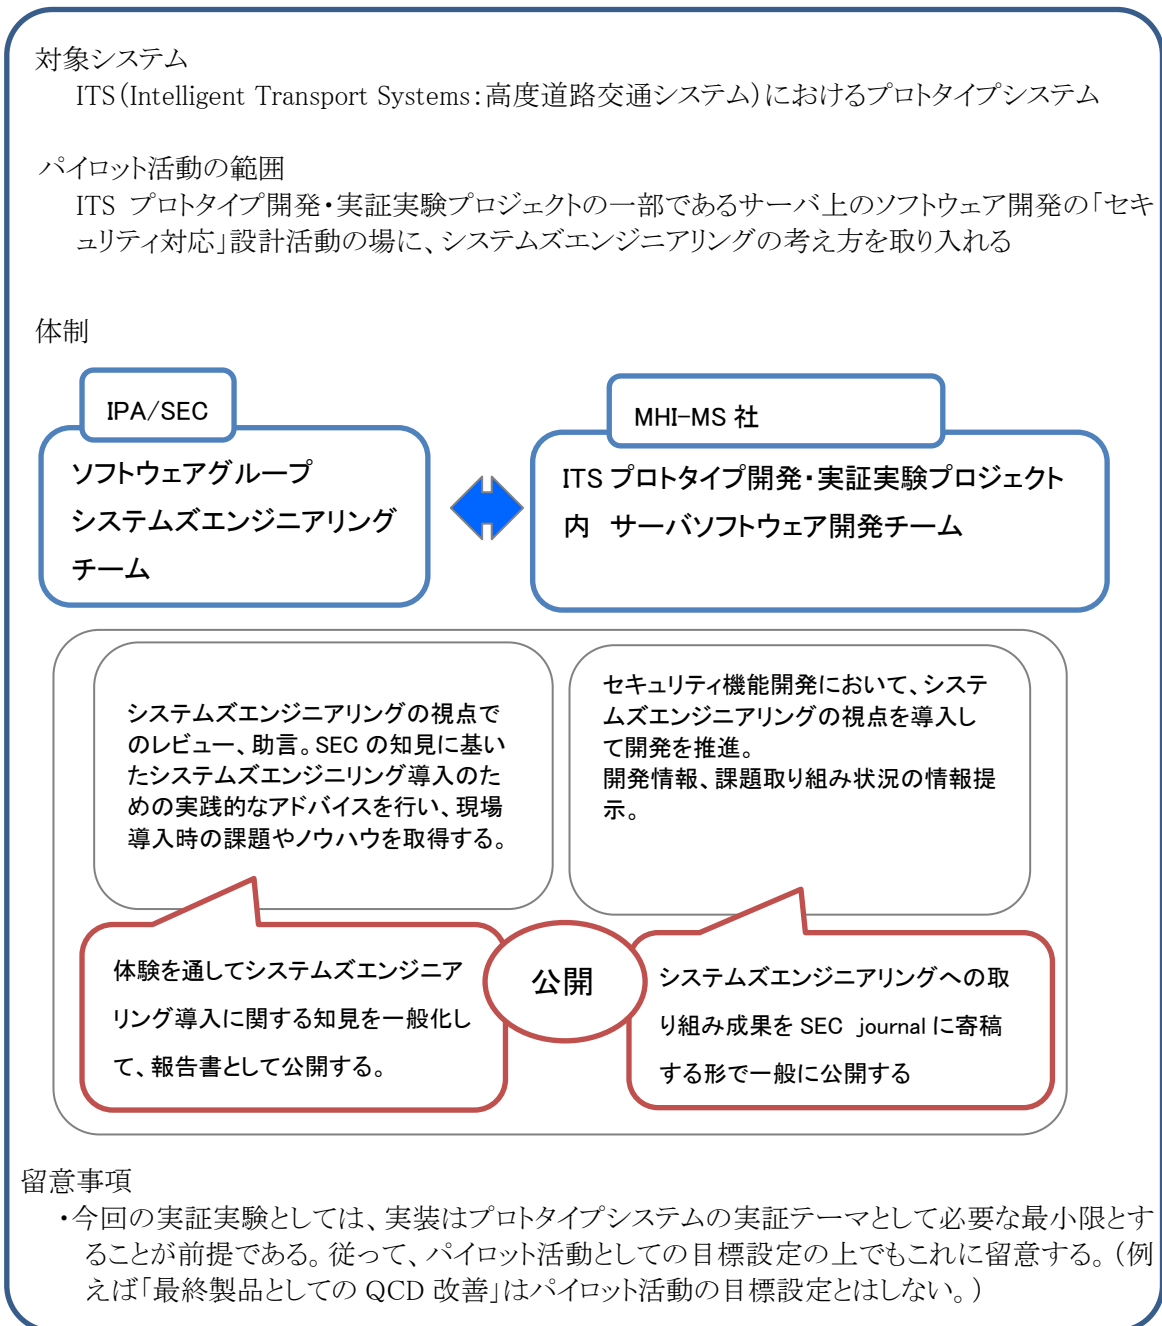 対象システム
ITS(Intelligent Transport Systems:高度道路交通システム)におけるプロトタイプシステム
パイロット活動の範囲
ITS プロトタイプ開発・実証実験プロジェクトの一部であるサーバ上のソフトウェア開発の「セキ
ュリティ対応」設計活動の場に、システムズエンジニアリングの考え方を取り入れる
体制
IPA/SEC
ソフトウェアグループ
システムズエンジニアリング
チーム
MHI-MS 社
ITS プロトタイプ開発・実証実験プロジェクト
内 サーバソフトウェア開発チーム
システムズエンジニアリングの視点で
のレビュー、助言。SEC の知見に基い
たシステムズエンジニリング導入のた
めの実践的なアドバイスを行い、現場
導入時の課題やノウハウを取得する。
セキュリティ機能開発において、システ
ムズエンジニアリングの視点を導入し
て開発を推進。
開発情報、課題取り組み状況の情報提
示。
体験を通してシステムズエンジニア
リング導入に関する知見を一般化し
て、報告書として公開する。
公開
システムズエンジニアリングへの取
り組み成果を SEC journal に寄稿
する形で一般に公開する
留意事項
・今回の実証実験としては、実装はプロトタイプシステムの実証テーマとして必要な最小限とす
ることが前提である。従って、パイロット活動としての目標設定の上でもこれに留意する。(例
えば「最終製品としての QCD 改善」はパイロット活動の目標設定とはしない。)